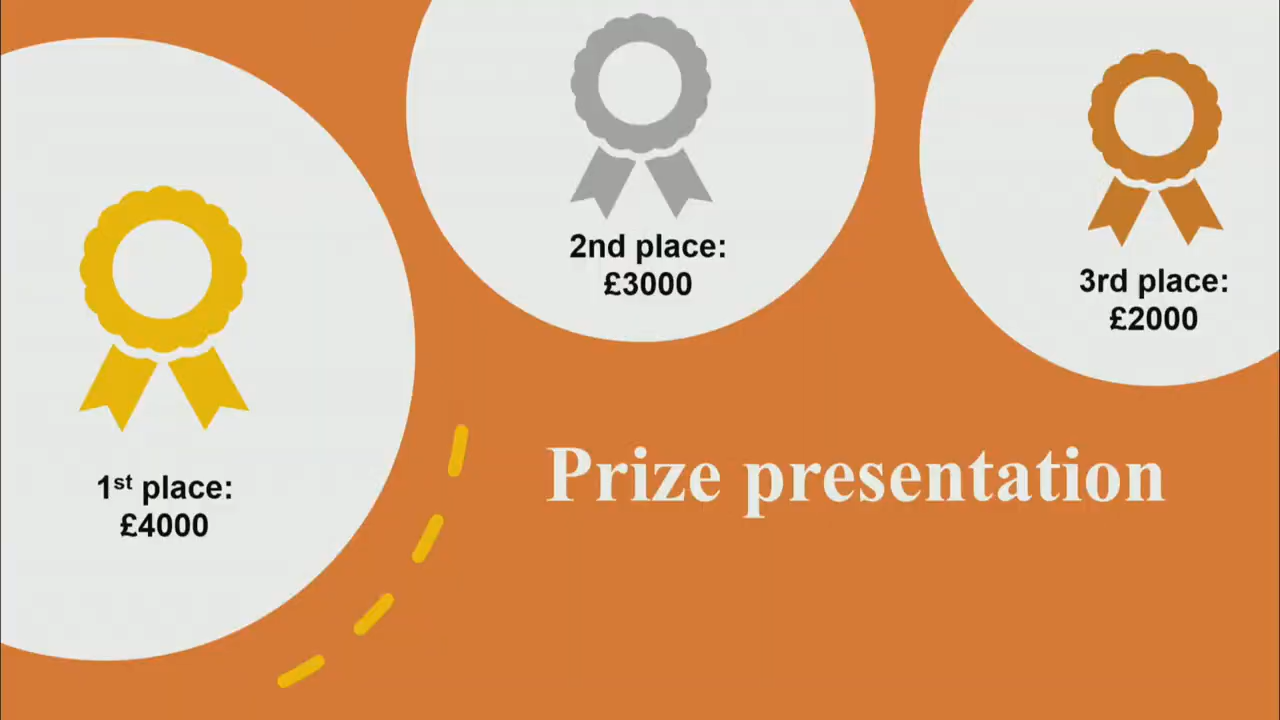 1st place:
£4000
2nd place:
£3000
3rd place:
£2000
Prize presentation